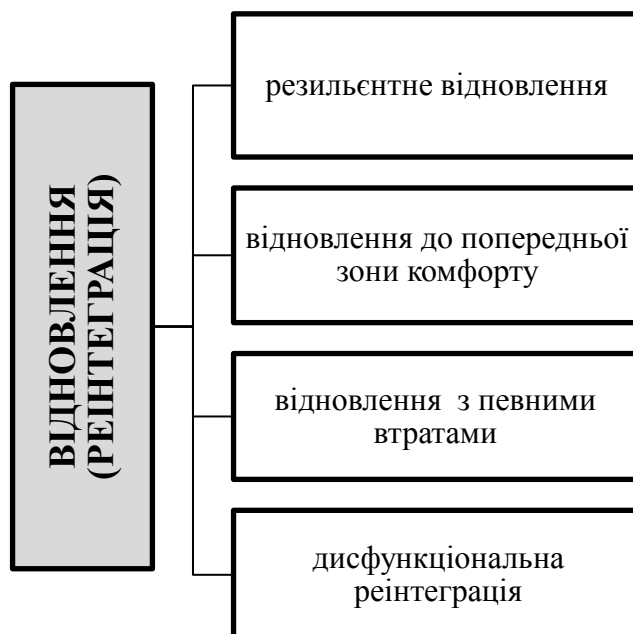 ВІДНОВЛЕННЯ
(РЕІНТЕГРАЦІЯ)
резильєнтне відновлення
відновлення до попередньої
зони комфорту
відновлення з певними
втратами
дисфункціональна
реінтеграція